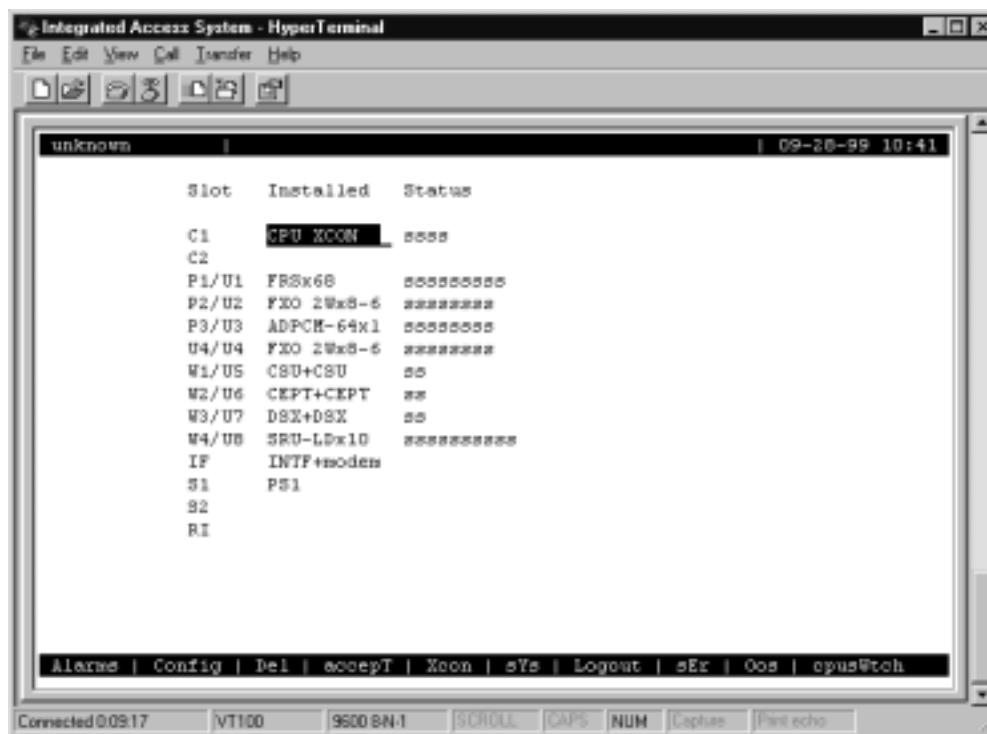 Integrated Access System - HyperTerminal
File Edit View Call Transfer Help
unknown | | 09-28-99 10:41
Slot Installed Status
C1 CPU XCON _ ssss
C2
P1/U1 FRSx68 sssssssss
P2/U2 FXO 2Wx8-6 ssssssss
P3/U3 ADPCM-64x1 ssssssss
U4/U4 FXO 2Wx8-6 ssssssss
W1/U5 CSU+CSU ss
W2/U6 CEPT+CEPT ss
W3/U7 DSX+DSX ss
W4/U8 SRU-LDx10 ssssssssss
IF INTF+modem
S1 PS1
S2
RI
Alarms | Config | Del | accepT | Xcon | sYs | Logout | sEr | Oos | cpusWtch
Connected 0:09:17 VT100 9600 8-N-1 SCROLL CAPS NUM Capture Print echo